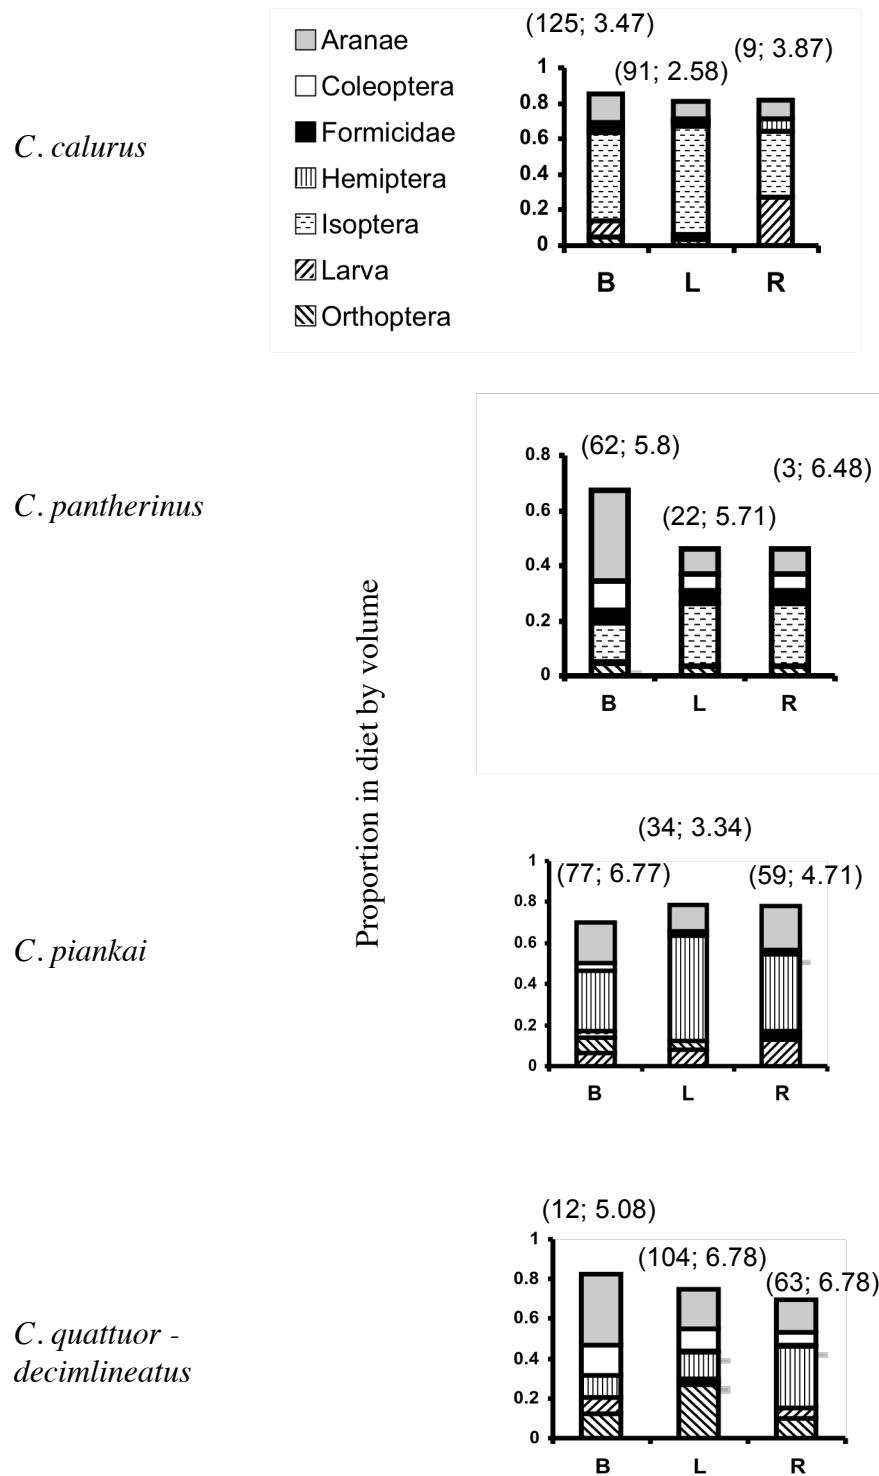 C. calurus
Aranae
Coleoptera
Formicidae
Hemiptera
Isoptera
Larva
Orthoptera
(125; 3.47)
(91; 2.58)
(9; 3.87)
1
0.8
0.6
0.4
0.2
0
B L R
C. pantherinus
Proportion in diet by volume
(62; 5.8)
(22; 5.71)
(3; 6.48)
0.8
0.6
0.4
0.2
0
B L R
C. piankai
(34; 3.34)
(77; 6.77)
(59; 4.71)
1
0.8
0.6
0.4
0.2
0
B L R
C. quattuor -
decimlineatus
(12; 5.08)
(104; 6.78)
(63; 6.78)
1
0.8
0.6
0.4
0.2
0
B L R